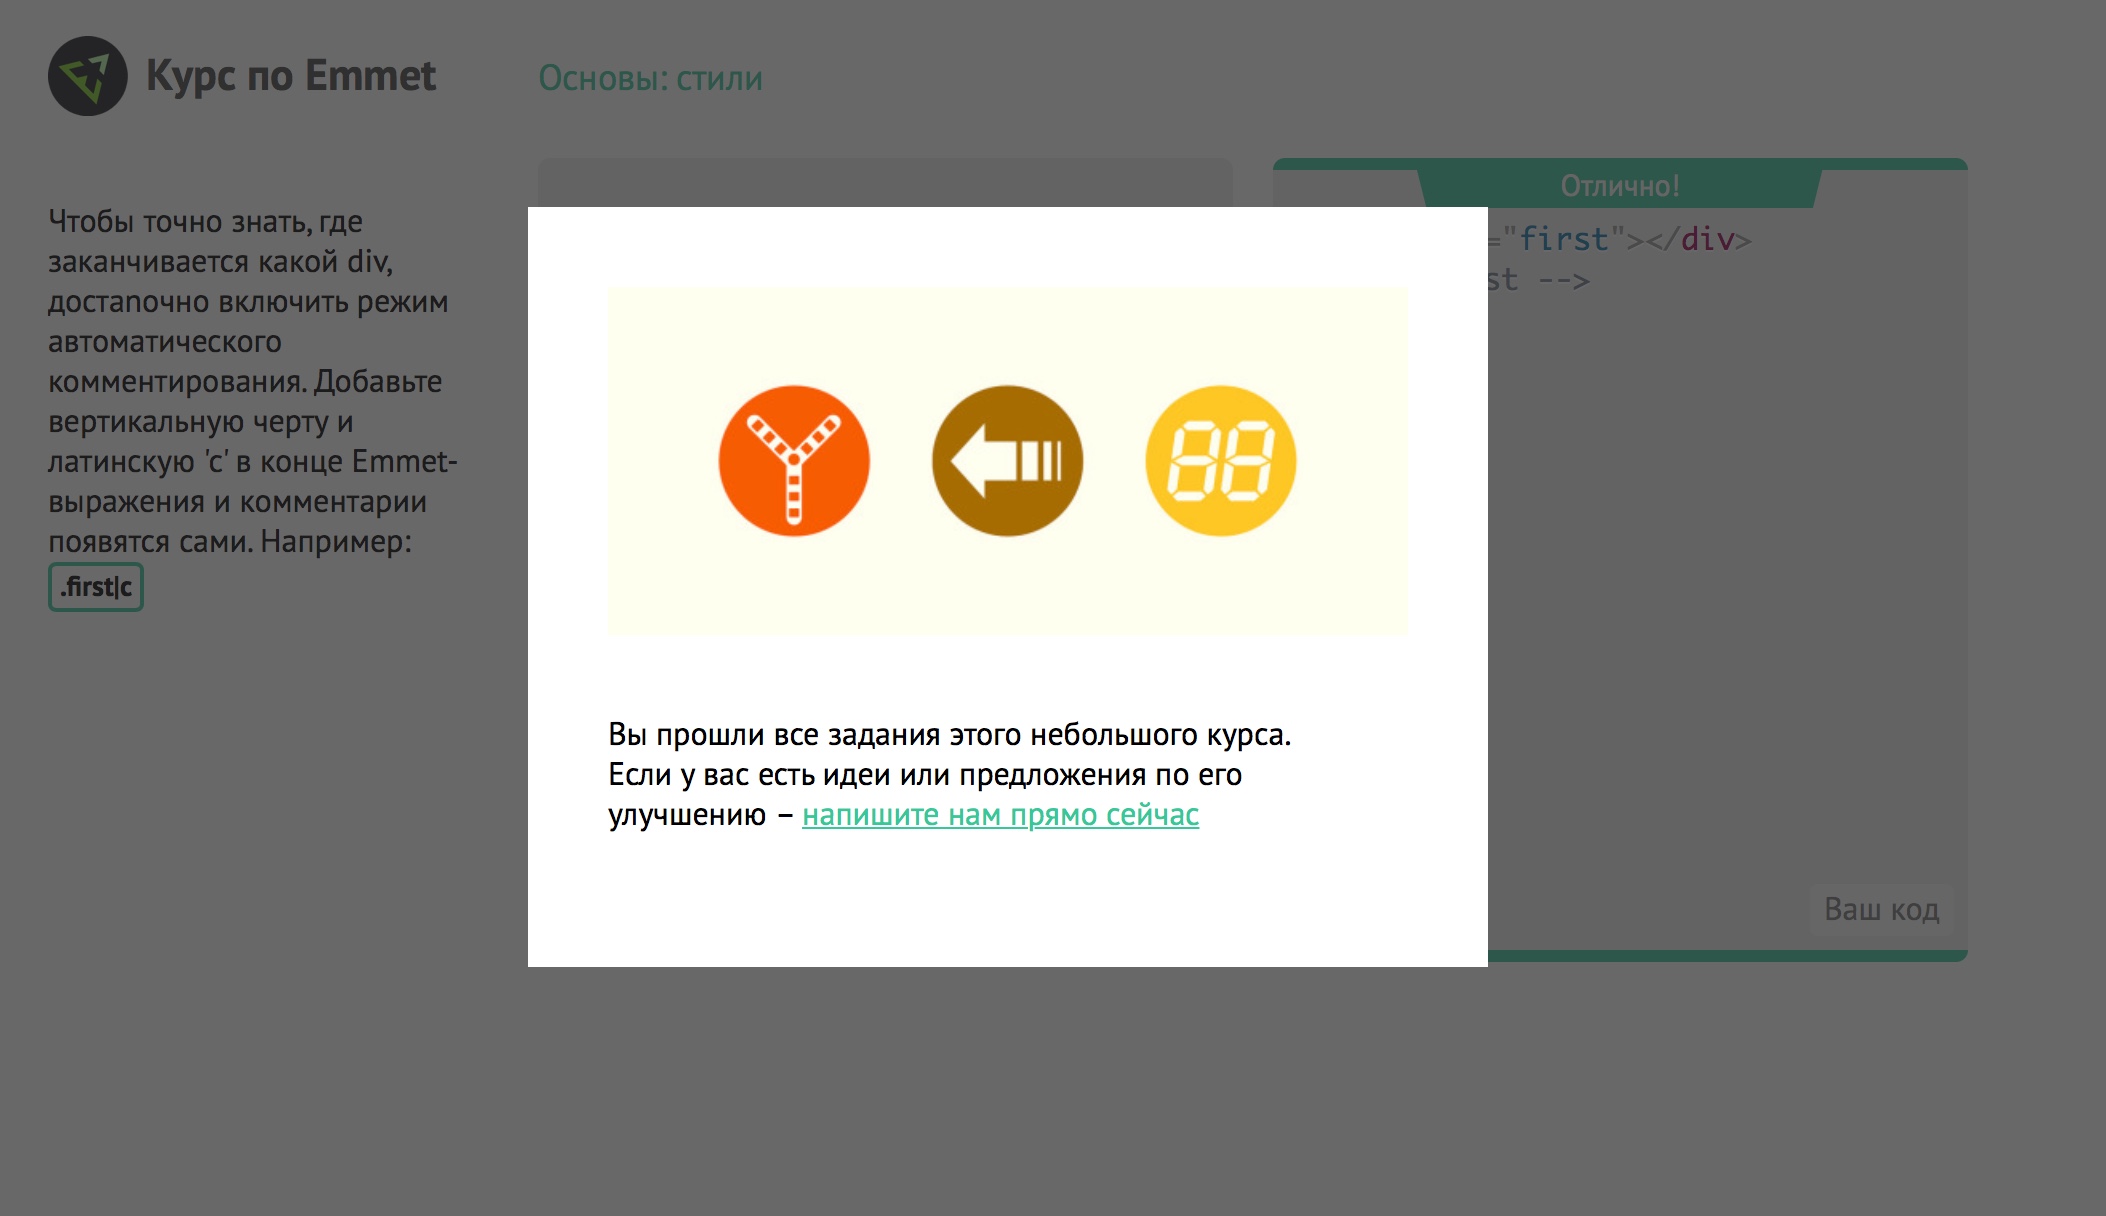 Курс по Emmet
Основы: стили
Чтобы точно знать, где
заканчивается какой div,
достапочно включить режим
автоматического
комментирования. Добавьте
вертикальную черту и
латинскую 'c' в конце Emmet-
выражения и комментарии
появятся сами. Например:
.first|c
Отлично!
="first"></div>
st -->
88
Вы прошли все задания этого небольшого курса.
Если у вас есть идеи или предложения по его
улучшению – напишите нам прямо сейчас
Ваш код